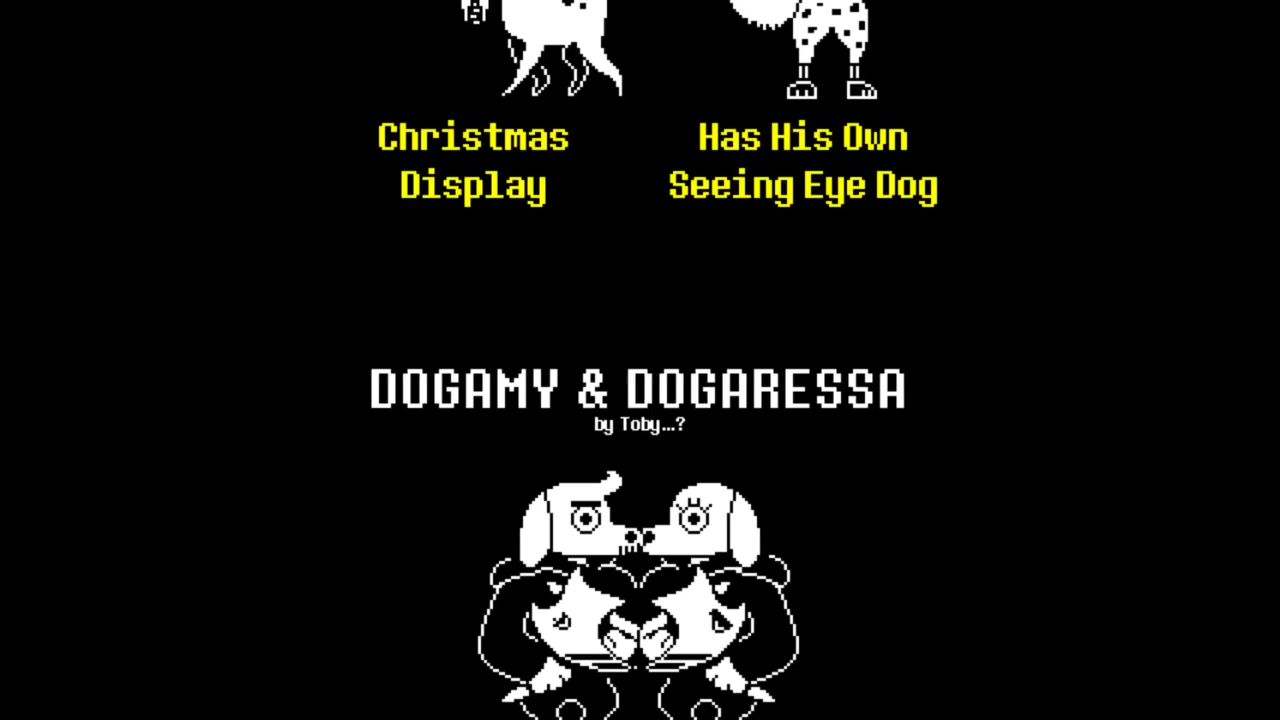 Christmas
Display
Has His Own
Seeing Eye Dog
DOGAMY & DOGARESSA
by Toby...?